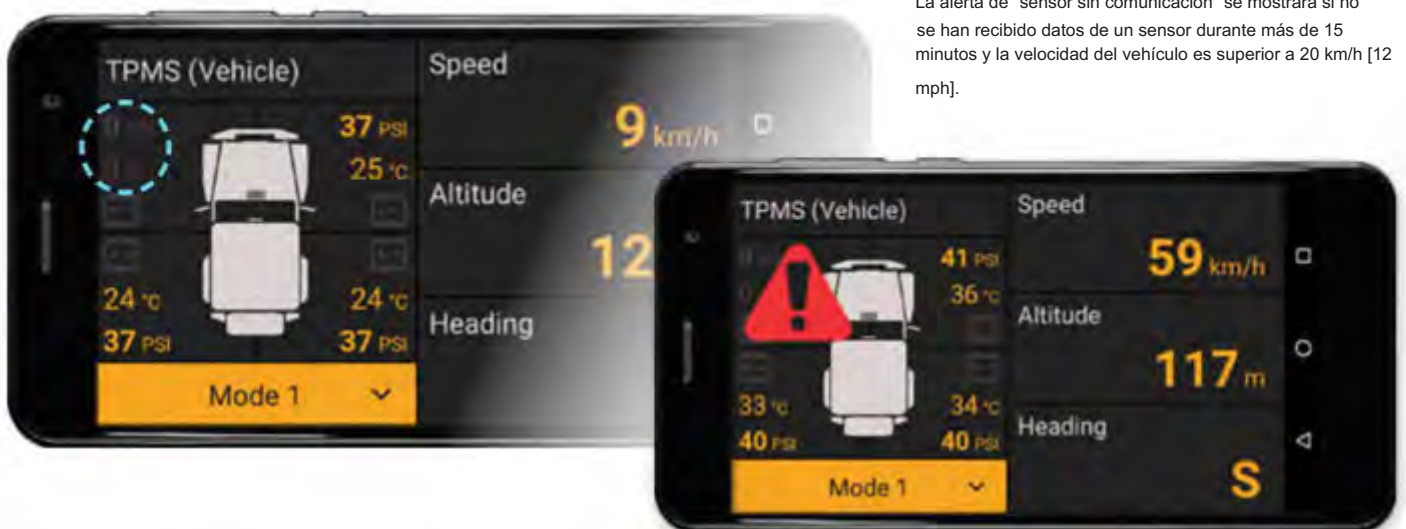 La alerta de "sensor sin comunicación" se mostrará si no
se han recibido datos de un sensor durante más de 15
minutos y la velocidad del vehículo es superior a 20 km/h [12
mph].
TPMS (Vehicle)
37 PSI
25 °C
24 °C
24 °C
37 PSI
37 PSI
Mode 1
Speed
9 km/h
Altitude
12
Heading
TPMS (Vehicle)
41 PSI
36 °C
33 °C
34 °C
40 PSI
40 PSI
Mode 1
Speed
59 km/h
Altitude
117 m
Heading
S